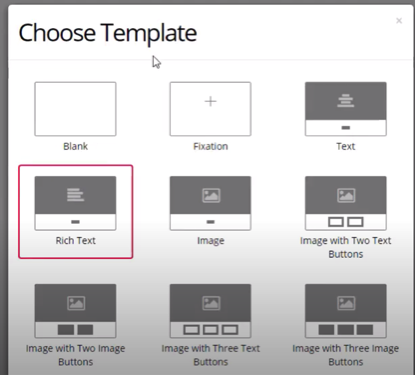 Choose Template
×
Blank
Fixation
Text
Rich Text
Image
Image with Two Text
Buttons
Image with Two Image
Buttons
Image with Three Text
Buttons
Image with Three Image
Buttons